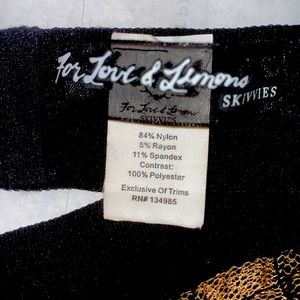 For Love & Lemons
SKIVVIES
For Love & Lemons
SKIVVIES
84% Nylon
5% Rayon
11% Spandex
Contrast:
100% Polyester
Exclusive Of Trims
RN# 134985